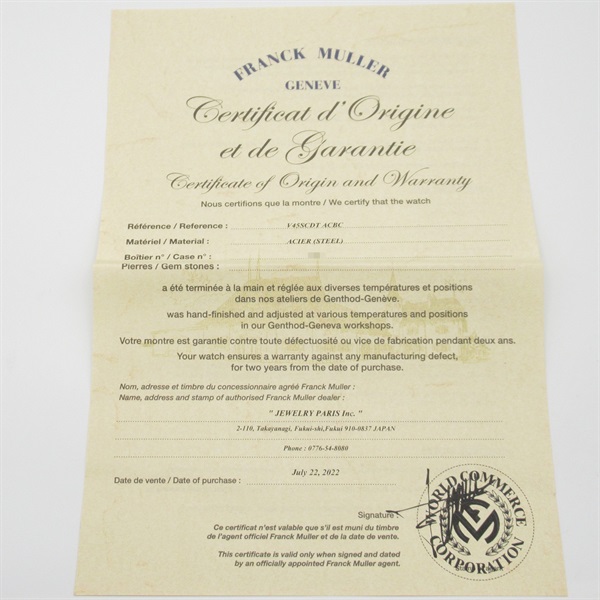 FRANCK MULLER
GENEVE
Certificat d'Origine
et de Garantie
Certificate of Origin and Warranty
Nous certifions que la montre / We certify that the watch
Référence / Reference : V45SCDT ACBC
Matériel / Material : ACIER (STEEL)
Boîtier n° / Case n° :
Pierres / Gem stones :
a été terminée à la main et réglée aux diverses températures et positions
dans nos ateliers de Genthod-Genève.
was hand-finished and adjusted at various temperatures and positions
in our Genthod-Geneva workshops.
Votre montre est garantie contre toute défectuosité ou vice de fabrication pendant deux ans.
Your watch ensures a warranty against any manufacturing defect,
for two years from the date of purchase.
Nom, adresse et timbre du concessionnaire agréé Franck Muller :
Name, address and stamp of authorised Franck Muller dealer :
" JEWELRY PARIS Inc. "
2-110, Takayanagi, Fukui-shi,Fukui 910-0837 JAPAN
Phone : 0776-54-8080
Date de vente / Date of purchase : July 22, 2022
Signature :
WORLD COMMERCE
CORPORATION
Ce certificat n'est valable que s'il est muni du timbre
de l'agent officiel Franck Muller et de la date de vente.
This certificate is valid only when signed and dated
by an officially appointed Franck Muller agent.